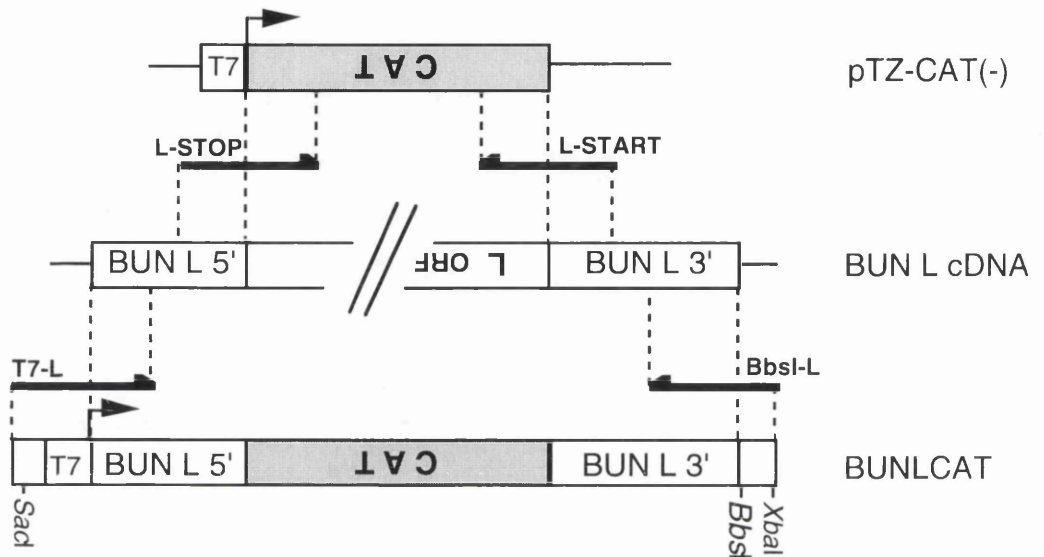 T7
CAT
pTZ-CAT(-)
L-STOP
L-START
BUN L 5'
L ORF
BUN L 3'
BUN L cDNA
T7-L
BbsI-L
T7
BUN L 5'
CAT
BUN L 3'
BUNLCAT
SacI
BbsI
XbaI